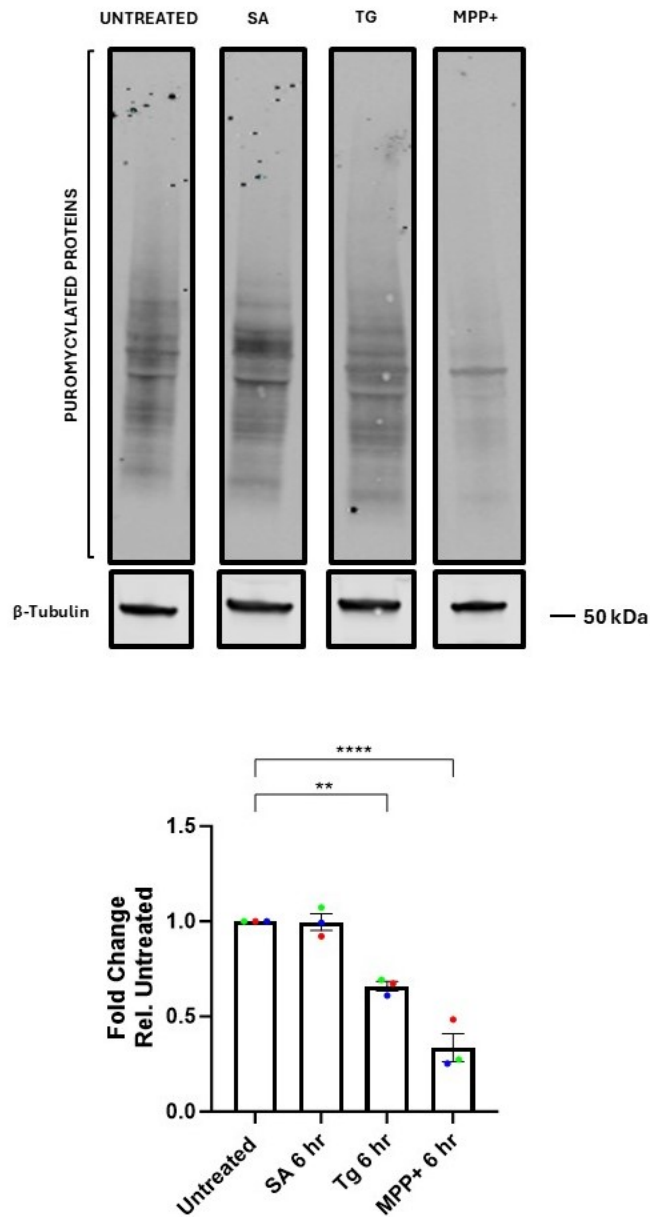 UNTREATED SA TG MPP+
PUROMYCYLATED PROTEINS
β-Tubulin
50 kDa
****
**
Fold Change
Rel. Untreated
1.5
1.0
0.5
0.0
Untreated
SA 6 hr
Tg 6 hr
MPP+ 6 hr